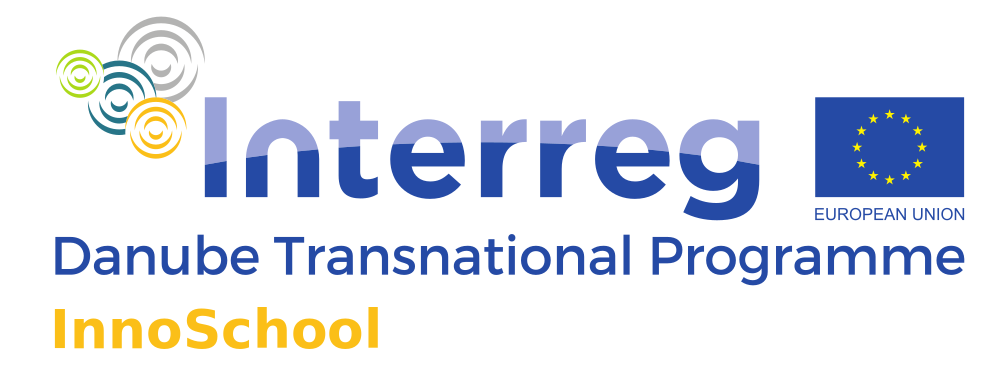 Interreg
EUROPEAN UNION
Danube Transnational Programme
InnoSchool